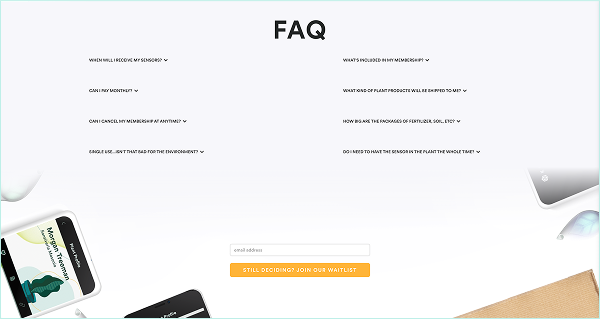 FAQ
WHEN WILL I RECEIVE MY SENSORS?
WHAT'S INCLUDED IN MY MEMBERSHIP?
CAN I PAY MONTHLY?
WHAT KIND OF PLANT PRODUCTS WILL BE SHIPPED TO ME?
CAN I CANCEL MY MEMBERSHIP AT ANYTIME?
HOW BIG ARE THE PACKAGES OF FERTILIZER, SOIL, ETC?
SINGLE USE...ISN'T THAT BAD FOR THE ENVIRONMENT?
DO I NEED TO HAVE THE SENSOR IN THE PLANT THE WHOLE TIME?
Plant Profile
Morgan Treeman
email address
STILL DECIDING? JOIN OUR WAITLIST
Profile